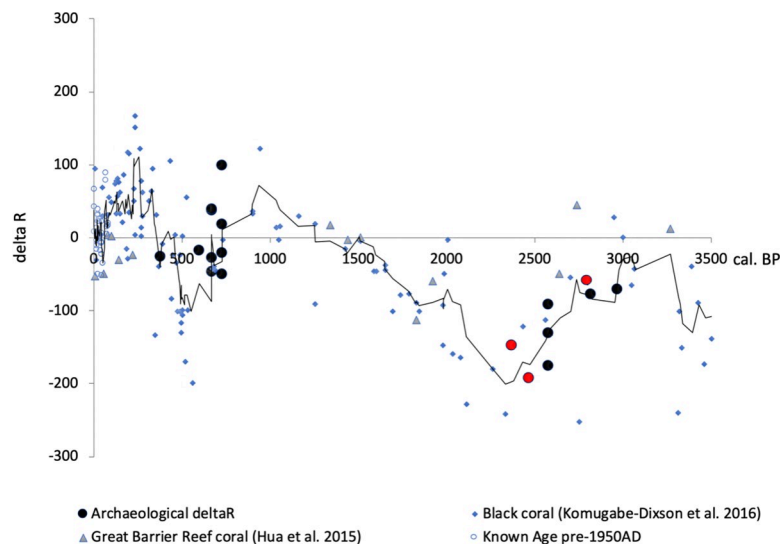 300
200
100
0
-100
-200
-300
delta R
0 500 1000 1500 2000 2500 3000 3500 cal. BP
Archaeological deltaR Black coral (Komugabe-Dixson et al. 2016)
Great Barrier Reef coral (Hua et al. 2015) Known Age pre-1950AD